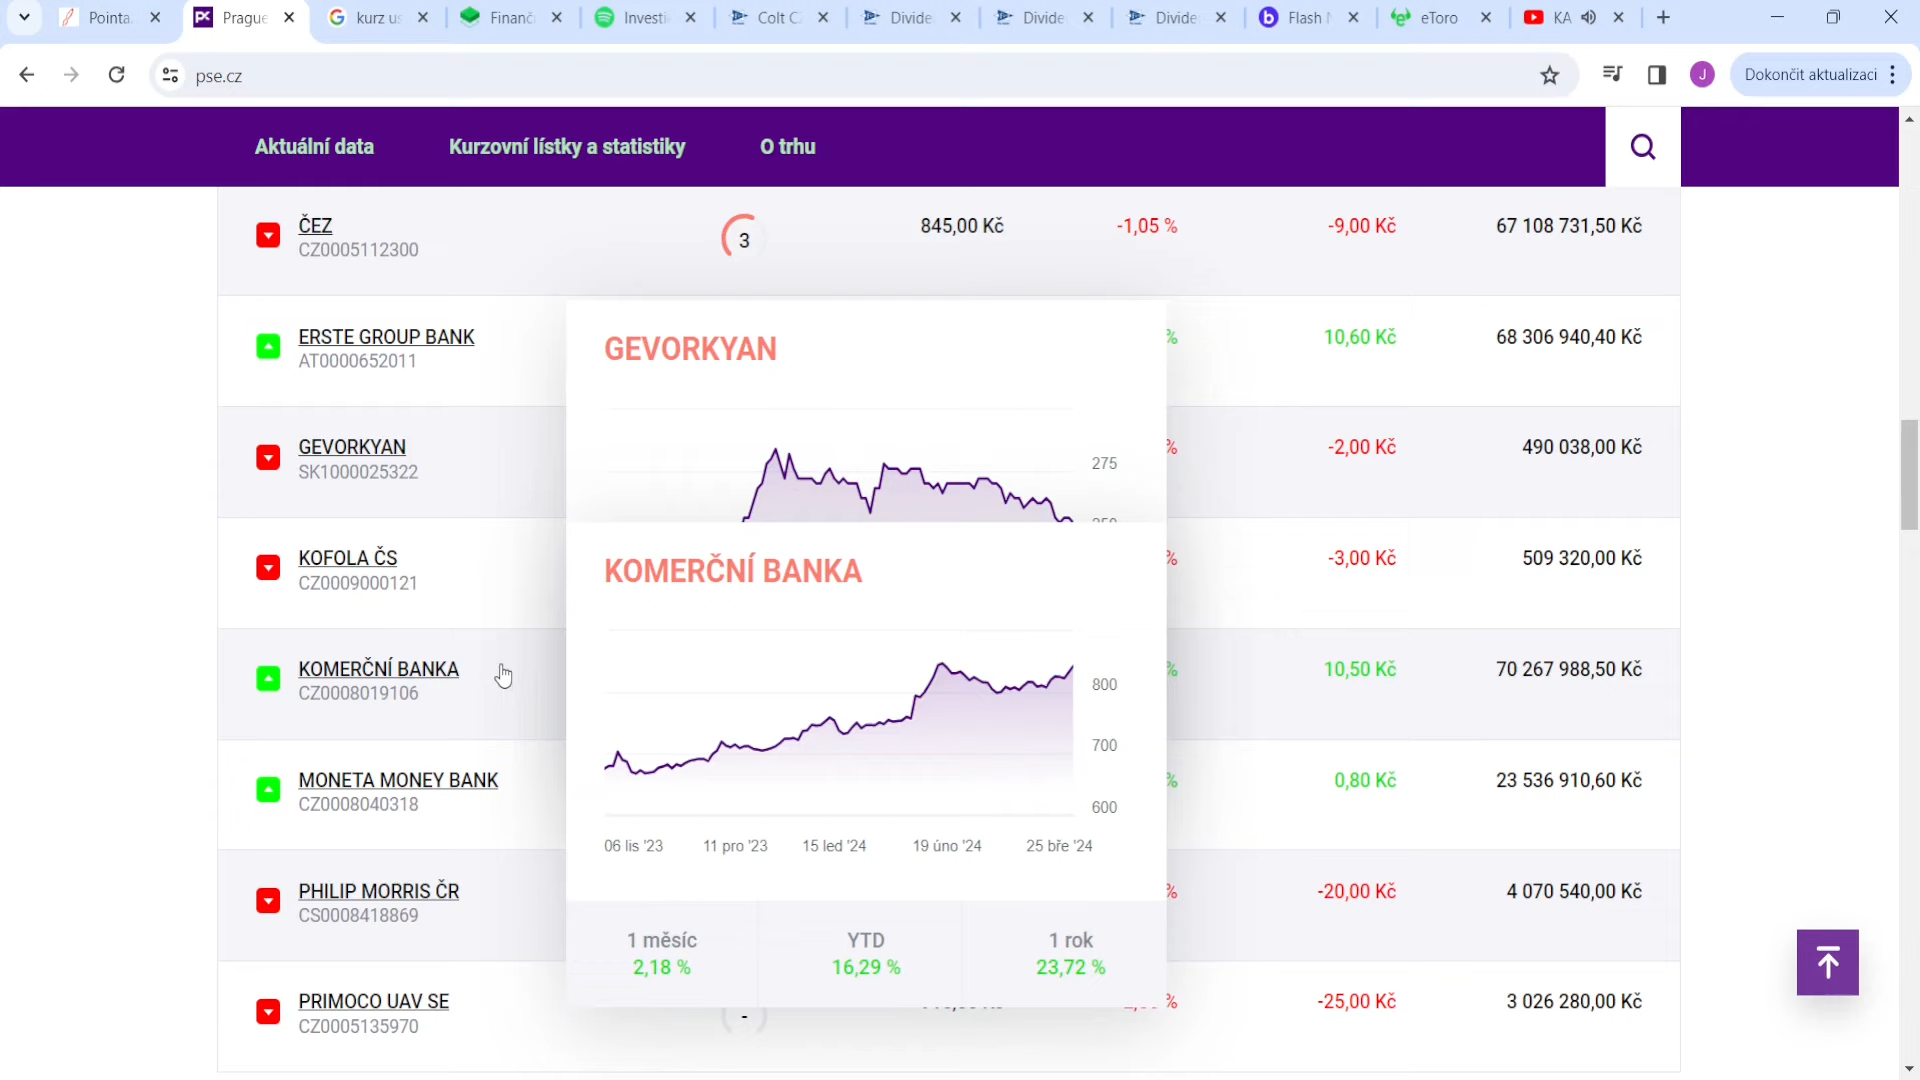 Pointa.
Prague
kurz us
Finanč
Investi
Colt C
Divide
Divide
Divide
Flash
eToro
KA
pse.cz
J
Dokončit aktualizaci
Aktuální data
Kurzovní lístky a statistiky
O trhu
ČEZ
CZ0005112300
3
845,00 Kč
-1,05 %
-9,00 Kč
67 108 731,50 Kč
ERSTE GROUP BANK
AT0000652011
%
10,60 Kč
68 306 940,40 Kč
GEVORKYAN
SK1000025322
%
-2,00 Kč
490 038,00 Kč
KOFOLA ČS
CZ0009000121
%
-3,00 Kč
509 320,00 Kč
KOMERČNÍ BANKA
CZ0008019106
%
10,50 Kč
70 267 988,50 Kč
MONETA MONEY BANK
CZ0008040318
%
0,80 Kč
23 536 910,60 Kč
PHILIP MORRIS ČR
CS0008418869
%
-20,00 Kč
4 070 540,00 Kč
PRIMOCO UAV SE
CZ0005135970
-
%
-25,00 Kč
3 026 280,00 Kč
GEVORKYAN
275
KOMERČNÍ BANKA
800
700
600
06 lis '23
11 pro '23
15 led '24
19 úno '24
25 bře '24
1 měsíc
2,18 %
YTD
16,29 %
1 rok
23,72 %